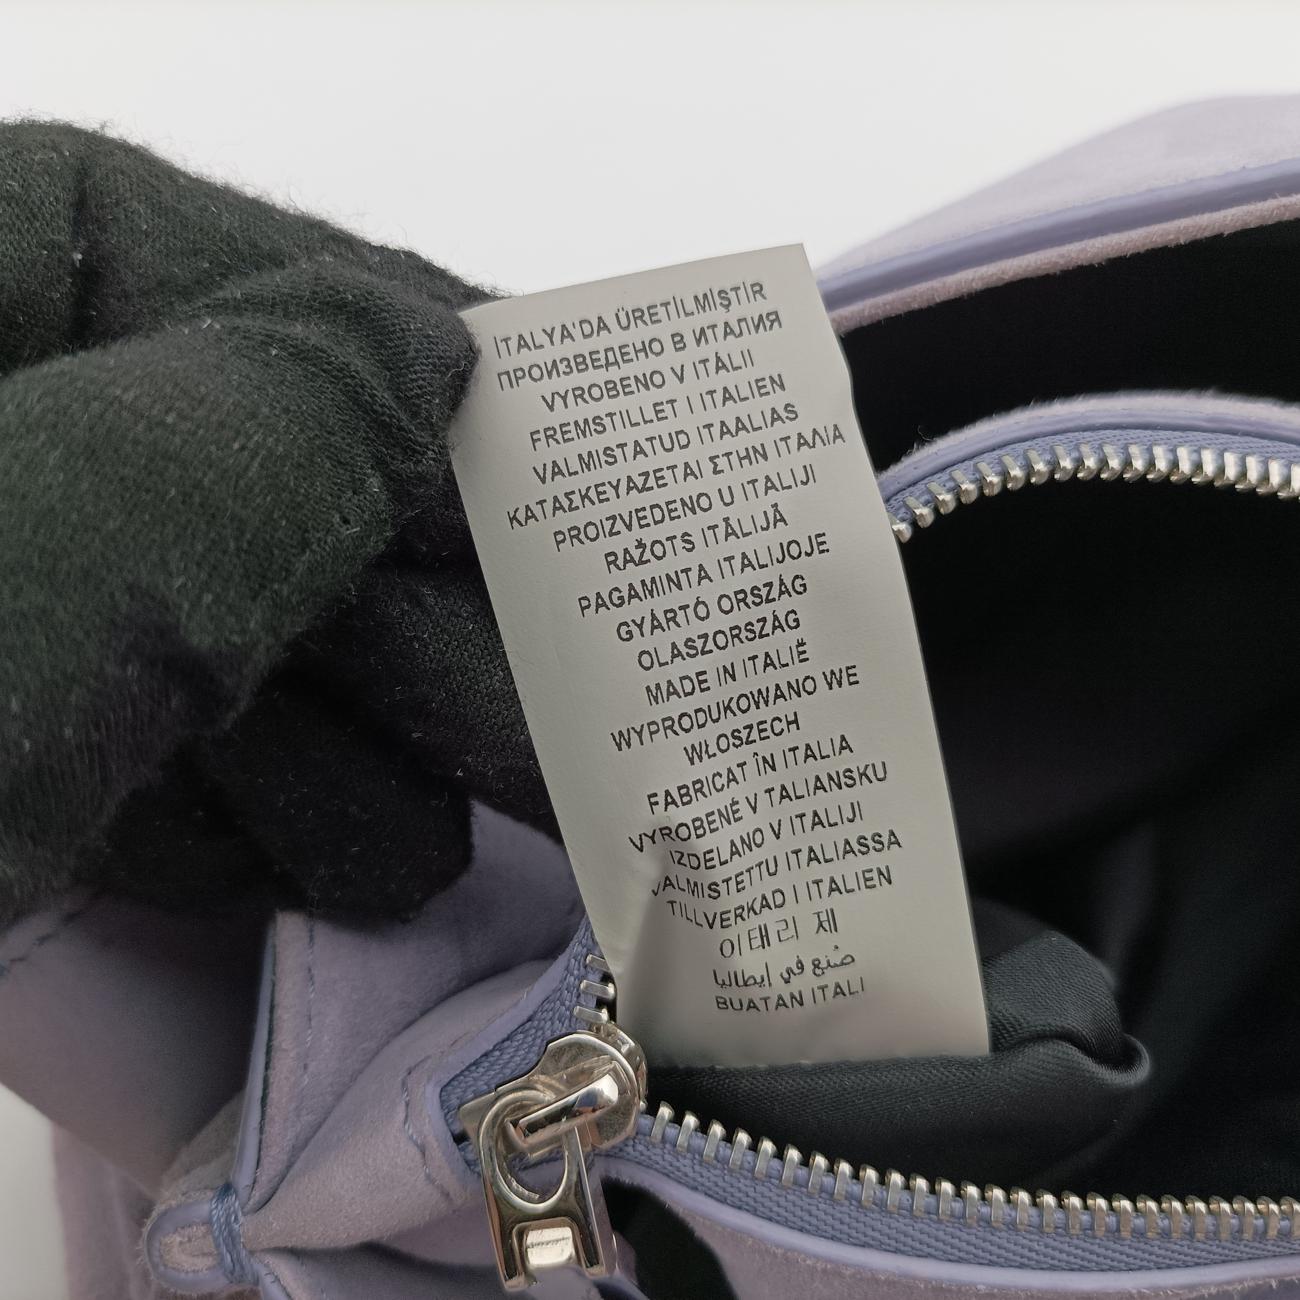 İTALYA'DA ÜRETİLMİŞTİR
ПРОИЗВЕДЕНО В ИТАЛИЯ
VYROBENO V ITÁLII
FREMSTILLET I ITALIEN
VALMISTATUD ITAALIAS
ΚΑΤΑΣΚΕΥΑΖΕΤΑΙ ΣΤΗΝ ΙΤΑΛΙΑ
PROIZVEDENO U ITALIJI
RAŽOTS ITĀLIJĀ
PAGAMINTA ITALIJOJE
GYÁRTÓ ORSZÁG
OLASZORSZÁG
MADE IN ITALIË
WYPRODUKOWANO WE
WŁOSZECH
FABRICAT ÎN ITALIA
VYROBENÉ V TALIANSKU
IZDELANO V ITALIJI
VALMISTETTU ITALIASSA
TILLVERKAD I ITALIEN
이태리 제
صُنع في إيطاليا
BUATAN ITALI